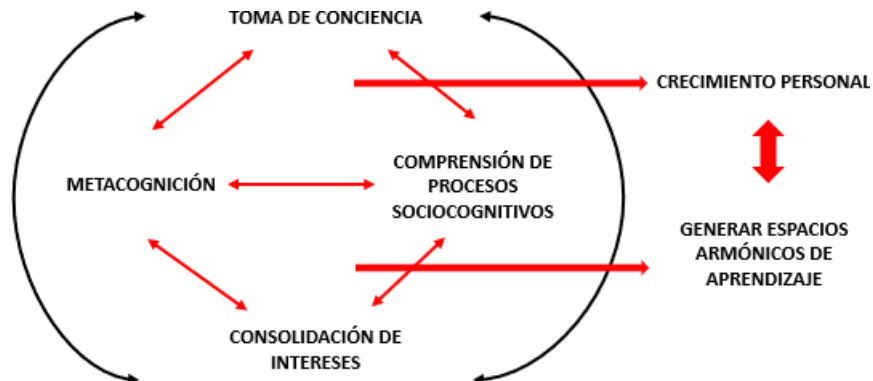 TOMA DE CONCIENCIA
CRECIMIENTO PERSONAL
METACOGNICIÓN
COMPRENSIÓN DE
PROCESOS
SOCIOCOGNITIVOS
GENERAR ESPACIOS
ARMÓNICOS DE
APRENDIZAJE
CONSOLIDACIÓN DE
INTERESES